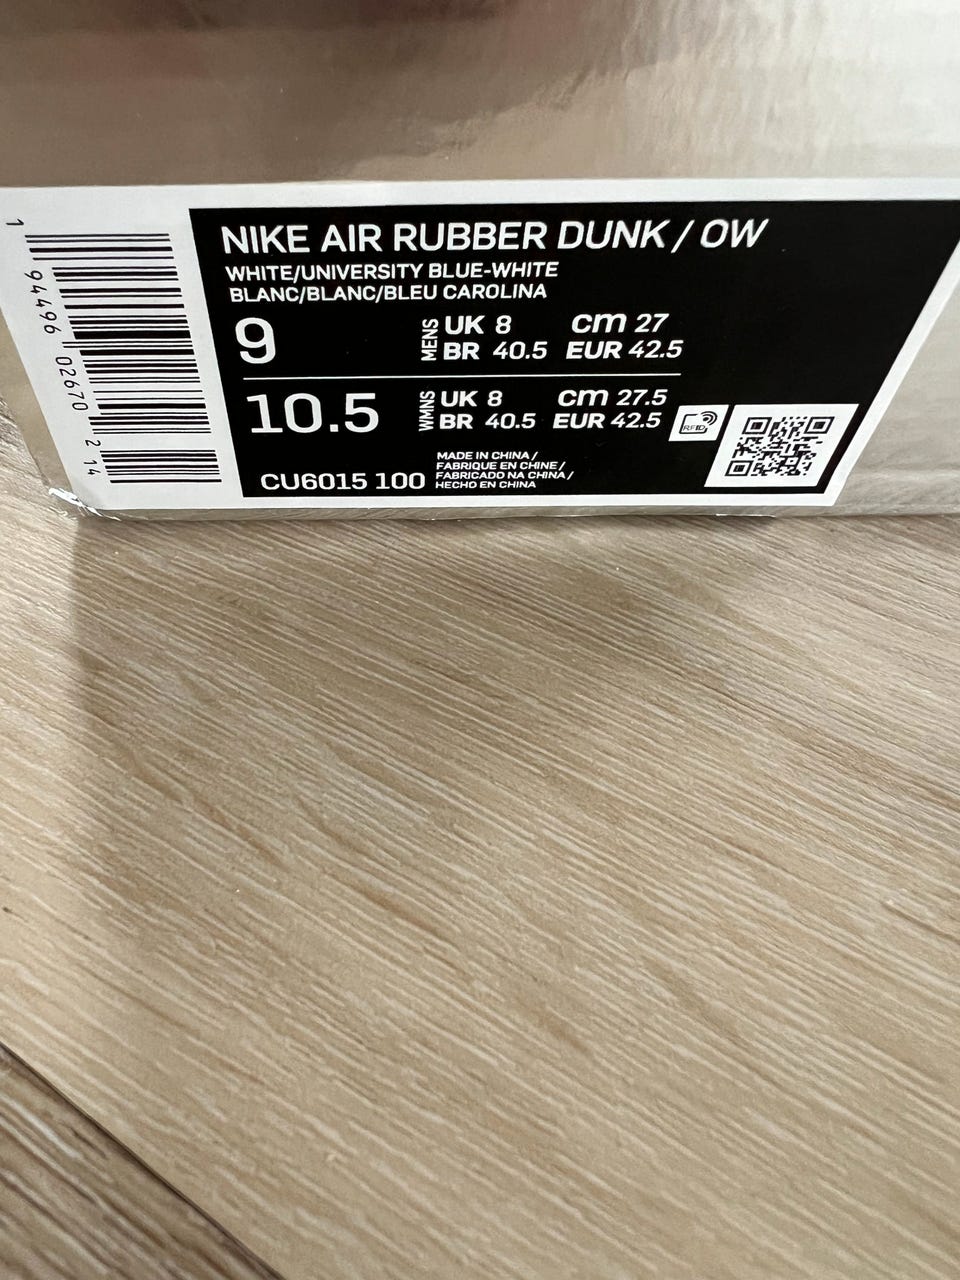 NIKE AIR RUBBER DUNK / OW
WHITE/UNIVERSITY BLUE-WHITE
BLANC/BLANC/BLEU CAROLINA
9 MENS UK 8 cm 27
BR 40.5 EUR 42.5
10.5 WMNS UK 8 cm 27.5
BR 40.5 EUR 42.5
RFID
CU6015 100
MADE IN CHINA /
FABRIQUE EN CHINE /
FABRICADO NA CHINA /
HECHO EN CHINA
1 94496 02670 2 14